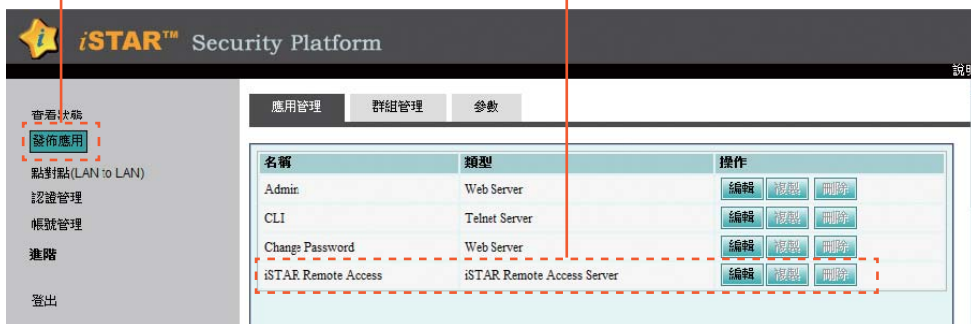 i iSTAR™ Security Platform
說明
查看狀態
發佈應用
點對點(LAN to LAN)
認證管理
帳號管理
進階
登出
應用管理 群組管理 參數
名稱 類型 操作
Admin Web Server 編輯 複製 刪除
CLI Telnet Server 編輯 複製 刪除
Change Password Web Server 編輯 複製 刪除
iSTAR Remote Access iSTAR Remote Access Server 編輯 複製 刪除